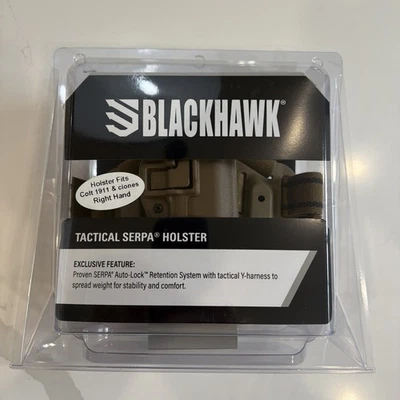 BLACKHAWK®
Holster Fits
Colt 1911 & clones
Right Hand
TACTICAL SERPA® HOLSTER
EXCLUSIVE FEATURE:
Proven SERPA® Auto-Lock™ Retention System with tactical Y-harness to
spread weight for stability and comfort.